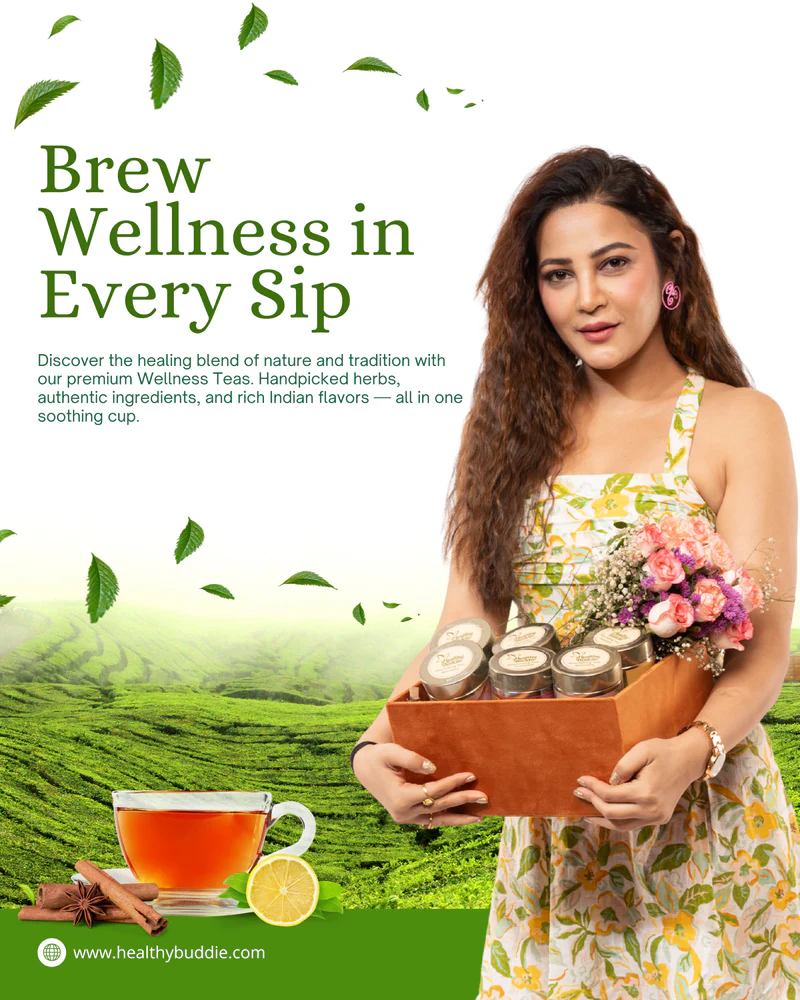 Brew
Wellness in
Every Sip
Discover the healing blend of nature and tradition with
our premium Wellness Teas. Handpicked herbs,
authentic ingredients, and rich Indian flavors — all in one
soothing cup.
www.healthybuddie.com